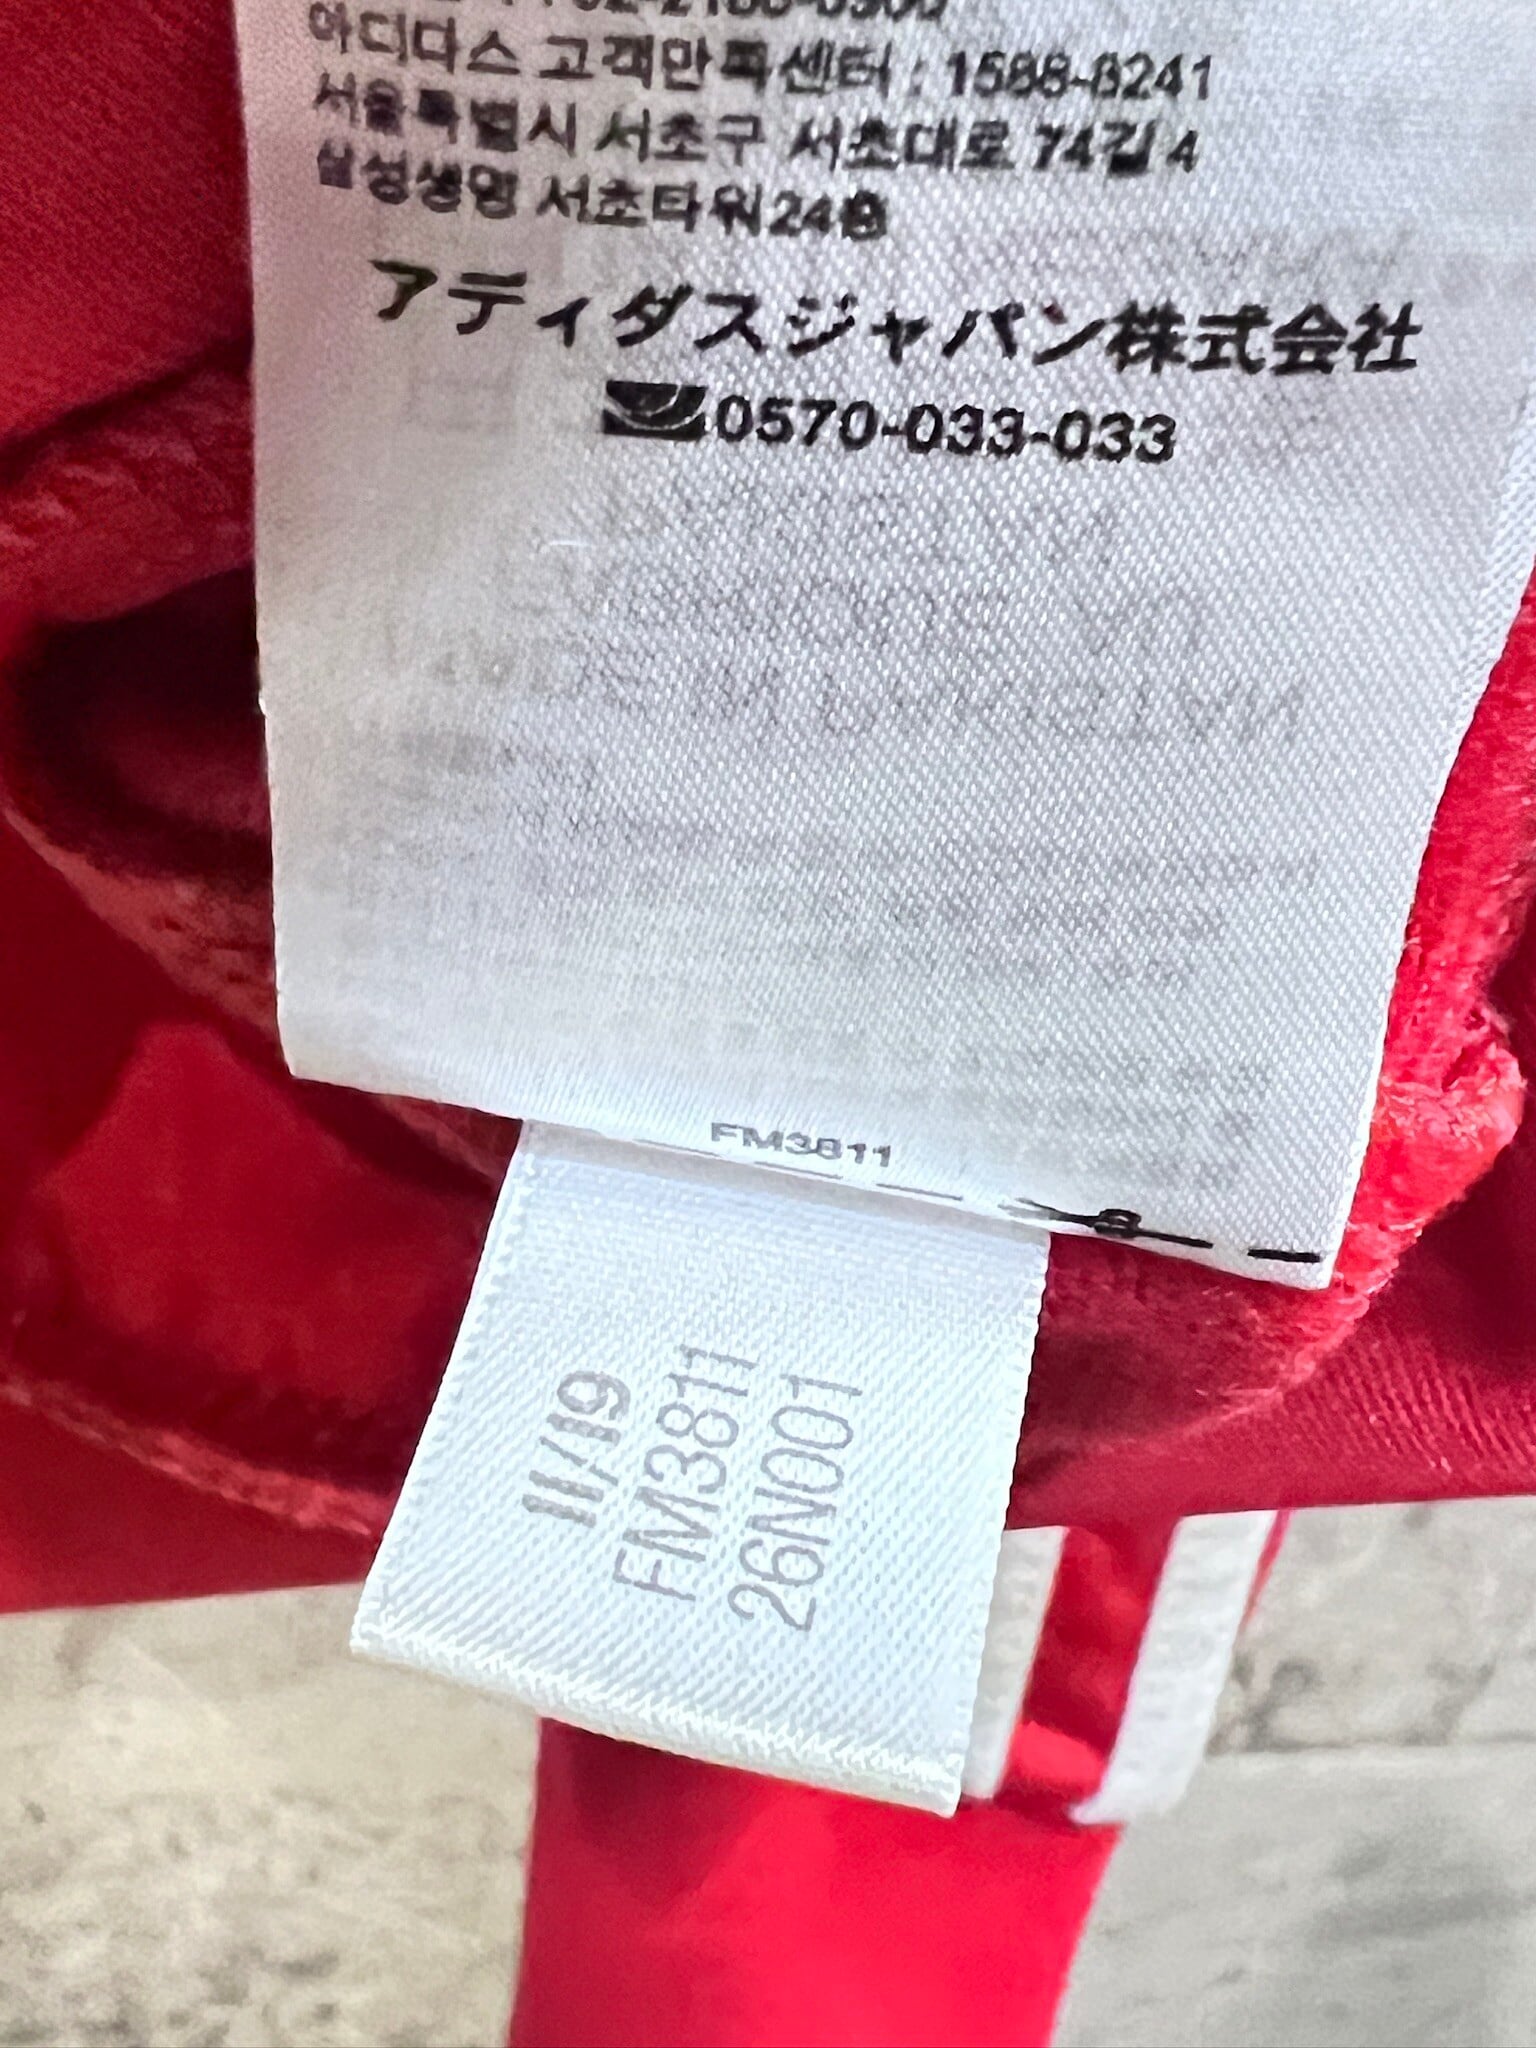 아디다스 고객만족센터 : 1588-8241
서울특별시 서초구 서초대로 74길 4
삼성생명 서초타워24층
アディダスジャパン株式会社
0570-033-033
FM3811
8
11/19
FM3811
26N001